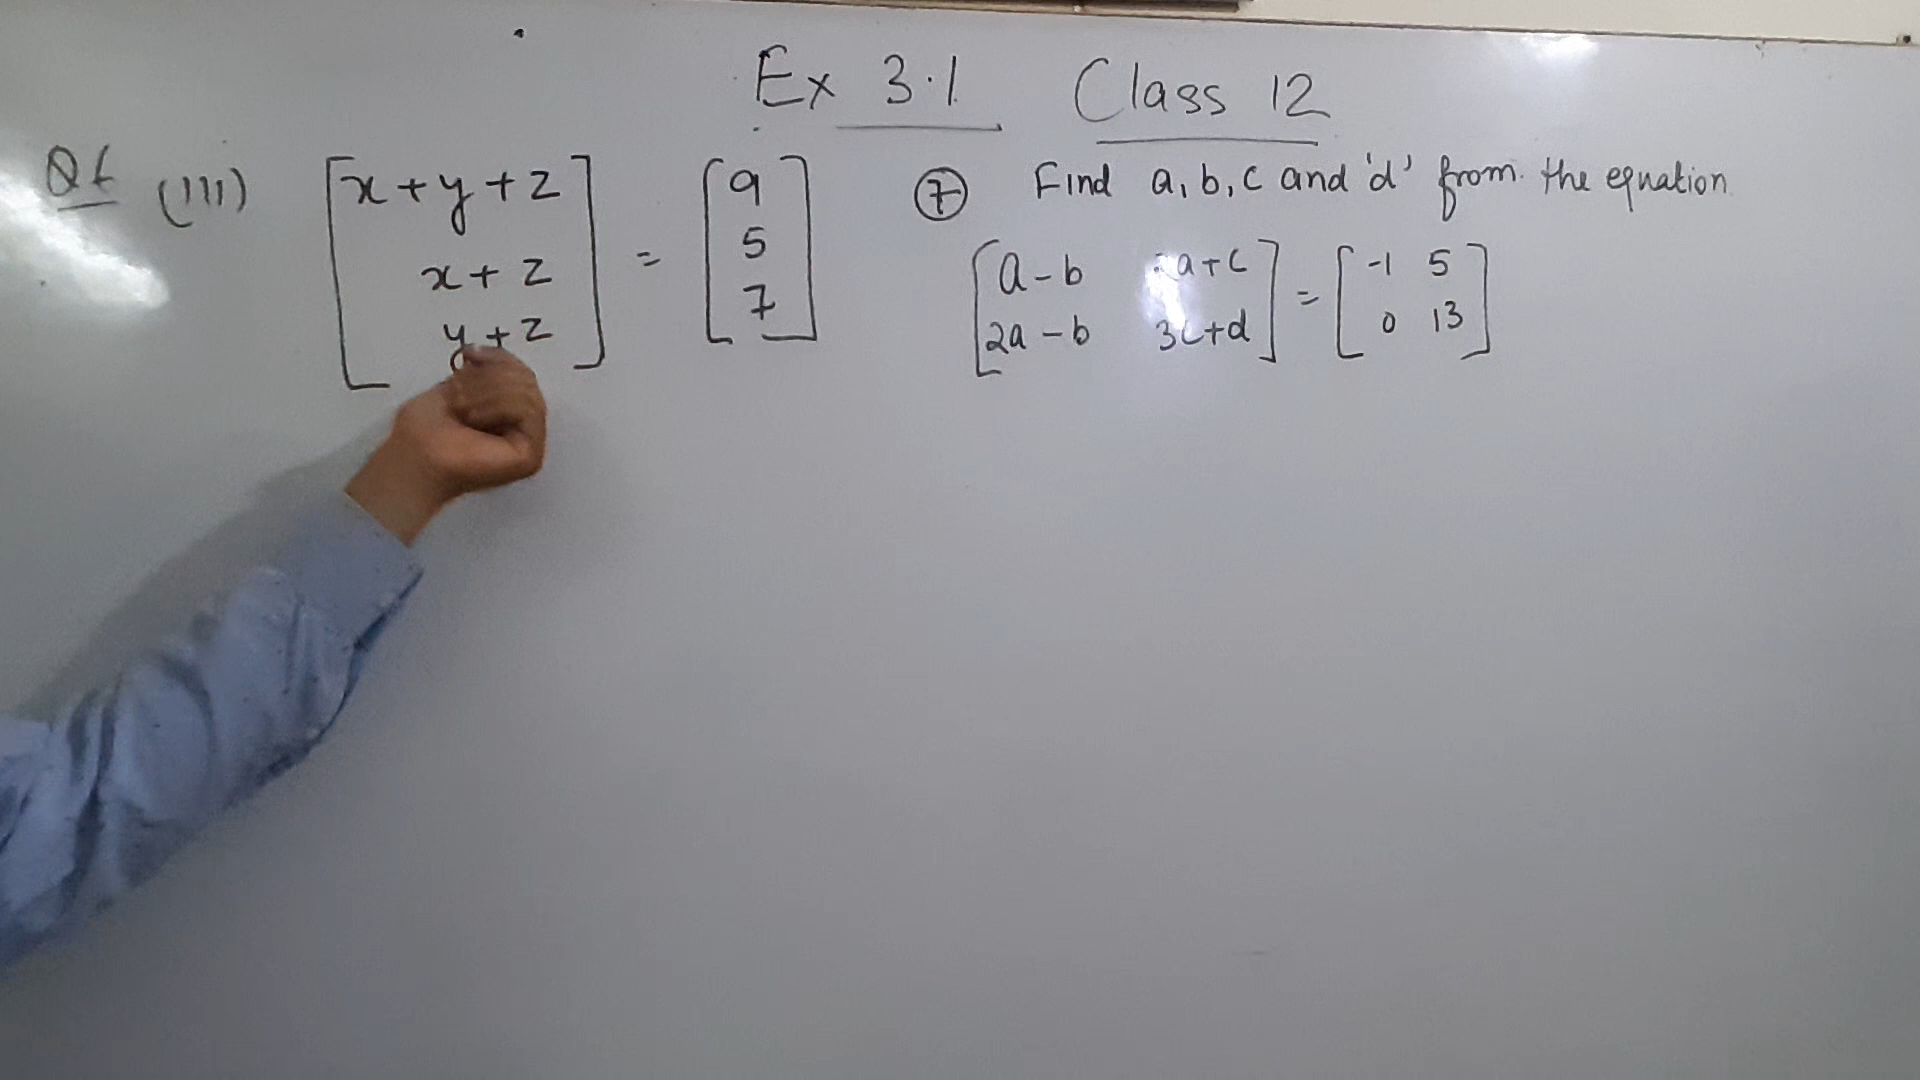 Ex 3.1 Class 12
Q6 (III) [x+y+z x+z y+z] = [9 5 7]
⑦ Find a, b, c and 'd' from the equation
[a-b a+c
2a-b 3c+d] = [-1 5
0 13]